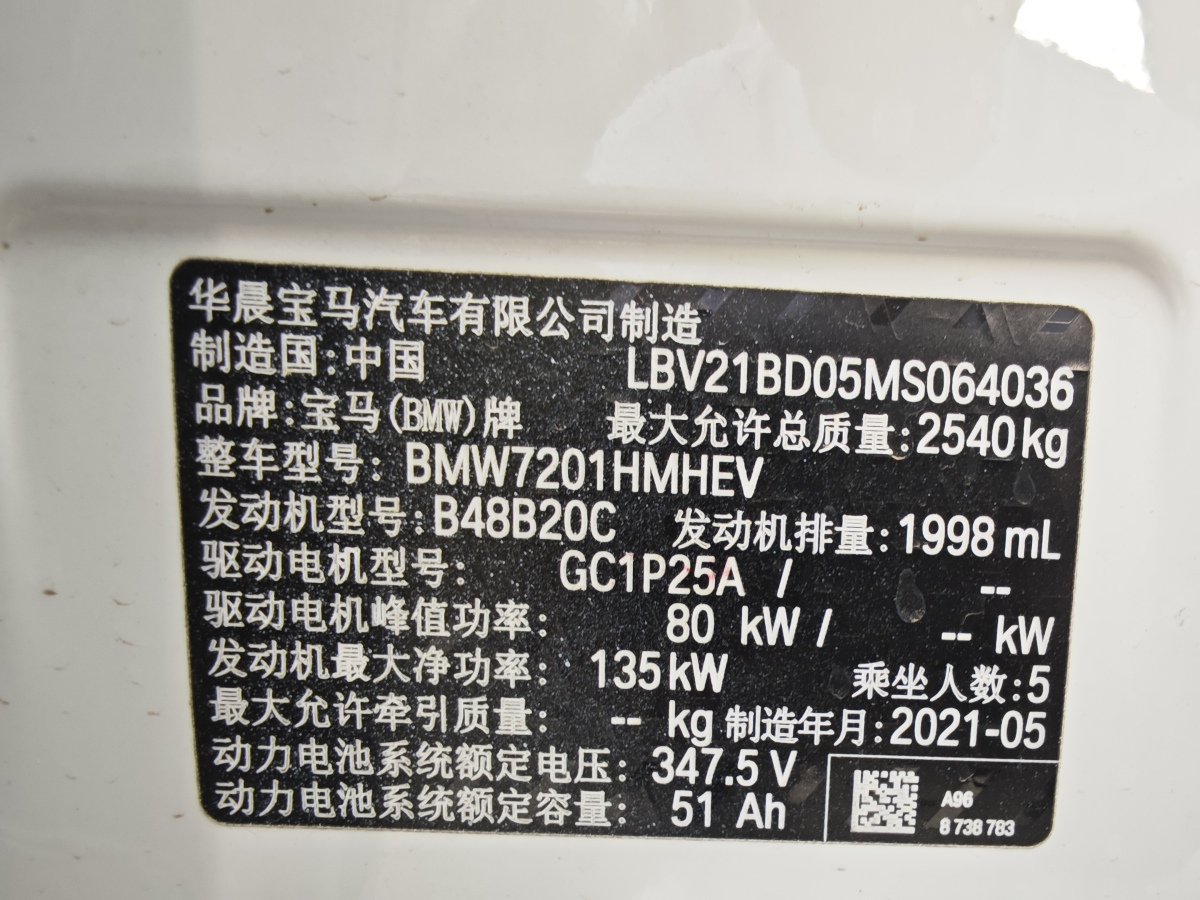 华晨宝马汽车有限公司制造
制造国:中国 LBV21BD05MS064036
品牌:宝马(BMW)牌 最大允许总质量:2540kg
整车型号: BMW7201HMHEV
发动机型号:B48B20C 发动机排量:1998 mL
驱动电机型号: GC1P25A / --
驱动电机峰值功率: 80 kW / -- kW
发动机最大净功率: 135kW 乘坐人数:5
最大允许牵引质量: -- kg 制造年月:2021-05
动力电池系统额定电压: 347.5 V
动力电池系统额定容量: 51 Ah
A96
8 738 783